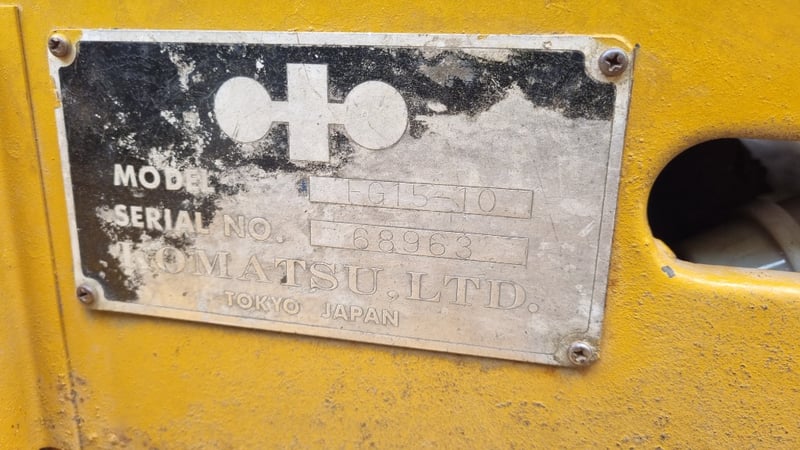 MODEL FG15-10
SERIAL NO. 68963
KOMATSU, LTD.
TOKYO JAPAN